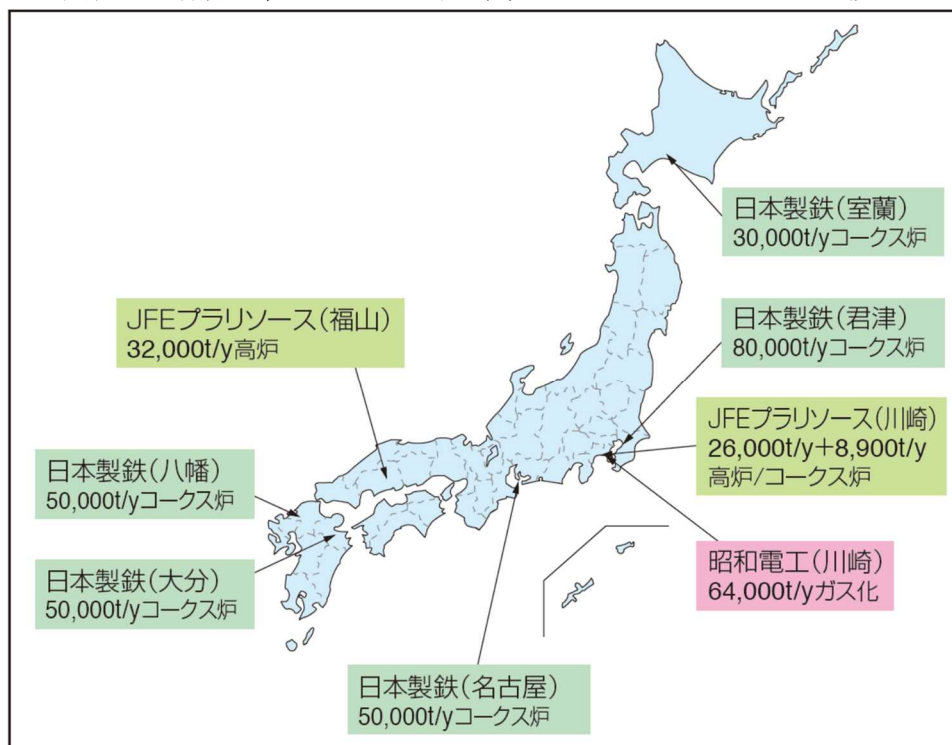 日本製鉄(室蘭)
30,000t/yコークス炉
JFEプラリソース(福山)
32,000t/y高炉
日本製鉄(君津)
80,000t/yコークス炉
JFEプラリソース(川崎)
26,000t/y+8,900t/y
高炉/コークス炉
日本製鉄(八幡)
50,000t/yコークス炉
昭和電工(川崎)
64,000t/yガス化
日本製鉄(大分)
50,000t/yコークス炉
日本製鉄(名古屋)
50,000t/yコークス炉